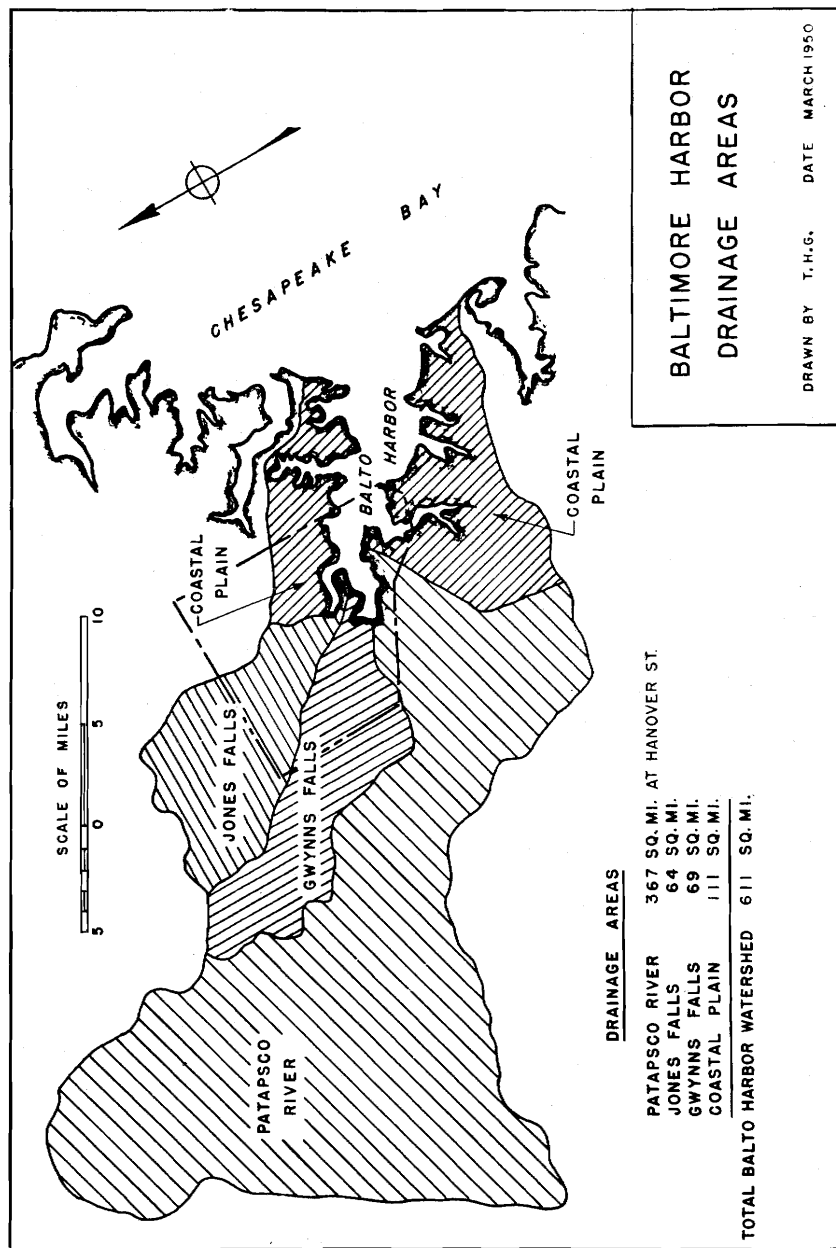 BALTIMORE HARBOR
DRAINAGE AREAS
DRAWN BY T.H.G. DATE MARCH 1950
SCALE OF MILES
5 0 5 10
CHESAPEAKE BAY
COASTAL
PLAIN
BALTO
HARBOR
COASTAL
PLAIN
JONES FALLS
GWYNNS FALLS
PATAPSCO
RIVER
DRAINAGE AREAS
PATAPSCO RIVER 367 SQ. MI. AT HANOVER ST.
JONES FALLS 64 SQ. MI.
GWYNNS FALLS 69 SQ. MI.
COASTAL PLAIN 111 SQ. MI.
TOTAL BALTO HARBOR WATERSHED 611 SQ. MI.